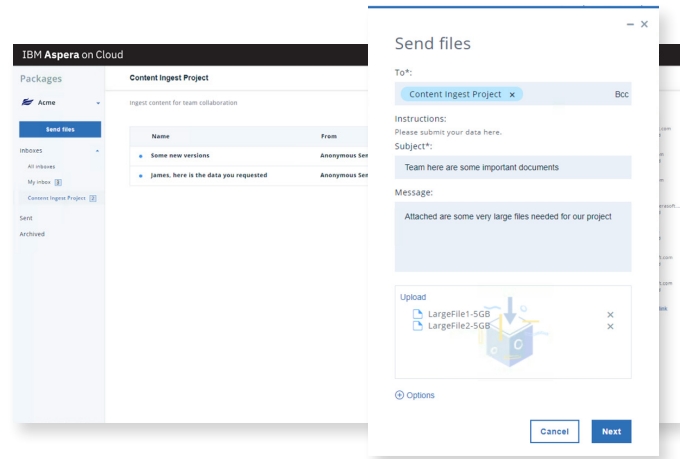 IBM Aspera on Cloud
Packages
Acme
Send files
Inboxes
All inboxes
My inbox 3
Content Ingest Project 2
Sent
Archived
Content Ingest Project
Ingest content for team collaboration
Name From
Some new versions Anonymous Sen
James, here is the data you requested Anonymous Sen
Send files
To*:
Content Ingest Project x
Bcc
Instructions:
Please submit your data here.
Subject*:
Team here are some important documents
Message:
Attached are some very large files needed for our project
Upload
LargeFile1-5GB
LargeFile2-5GB
Options
Cancel Next